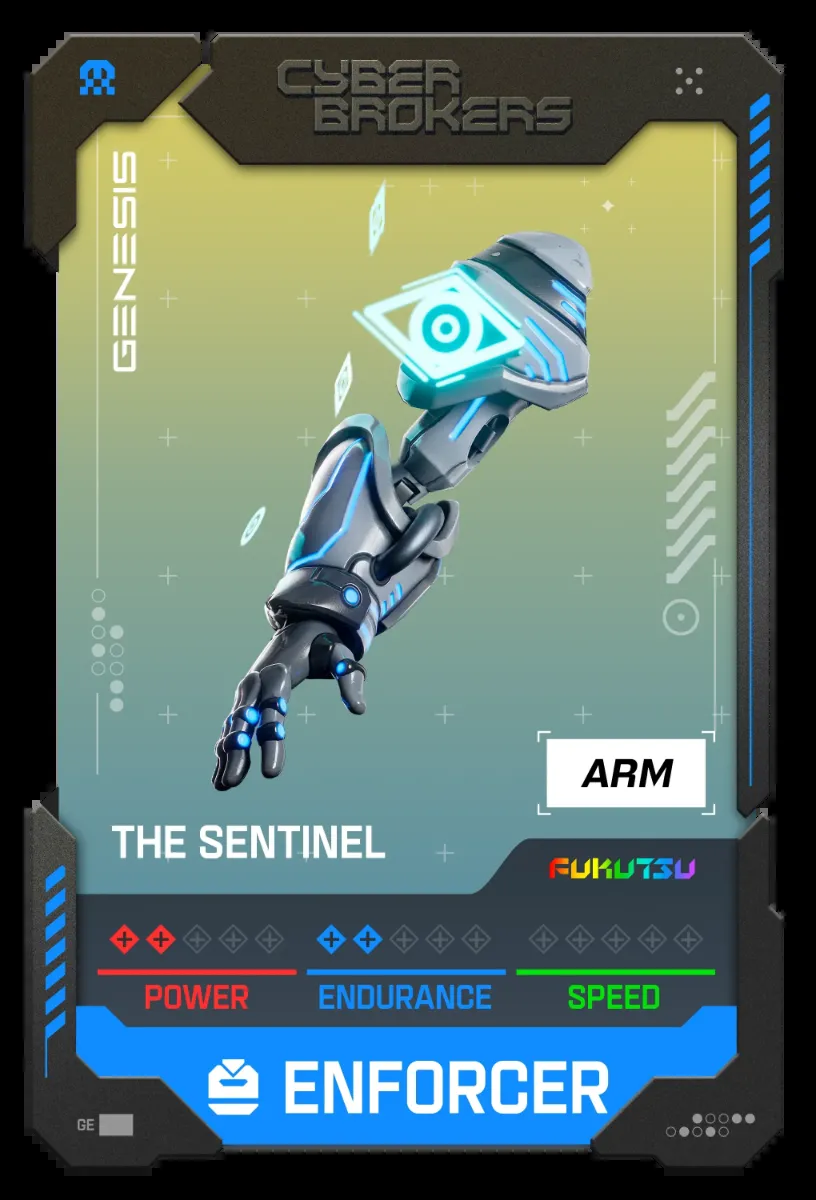 CYBER
BROKERS
GENESIS
ARM
THE SENTINEL
FUKUTSU
POWER
ENDURANCE
SPEED
ENFORCER
GE